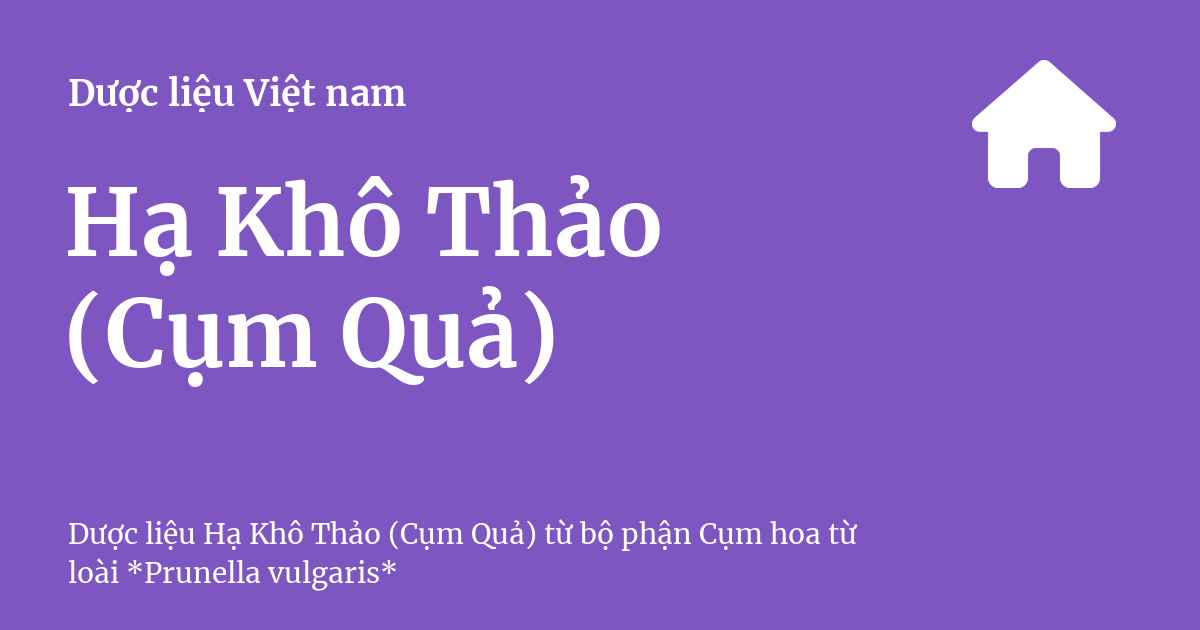 Dược liệu Việt nam
Hạ Khô Thảo
(Cụm Quả)
Dược liệu Hạ Khô Thảo (Cụm Quả) từ bộ phận Cụm hoa từ
loài *Prunella vulgaris*